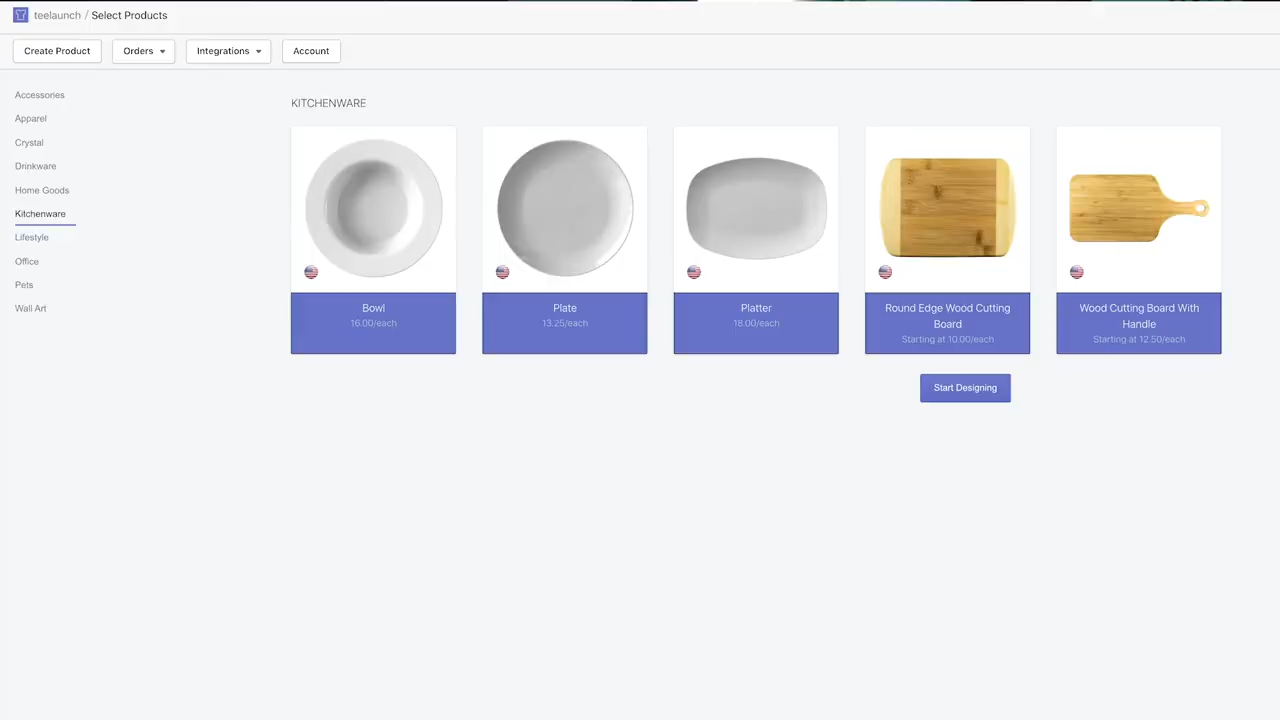 teelaunch / Select Products
Create Product
Orders
Integrations
Account
Accessories
Apparel
Crystal
Drinkware
Home Goods
Kitchenware
Lifestyle
Office
Pets
Wall Art
KITCHENWARE
Bowl
16.00/each
Plate
13.25/each
Platter
18.00/each
Round Edge Wood Cutting
Board
Starting at 10.00/each
Wood Cutting Board With
Handle
Starting at 12.50/each
Start Designing